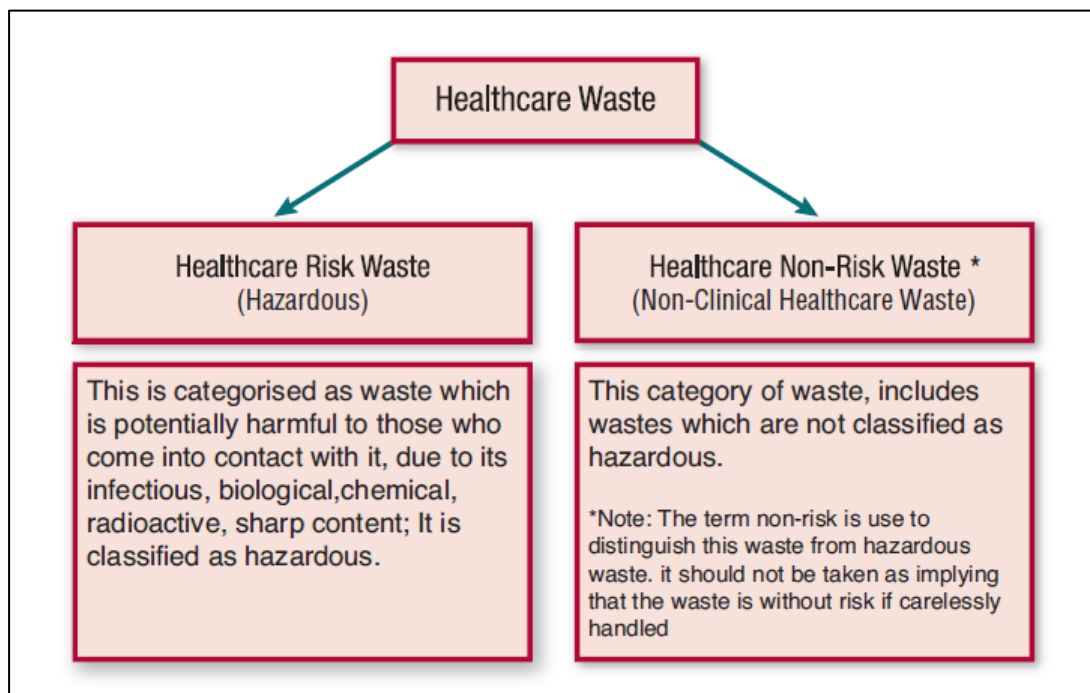 Healthcare Waste
Healthcare Risk Waste
(Hazardous)
Healthcare Non-Risk Waste *
(Non-Clinical Healthcare Waste)
This is categorised as waste which
is potentially harmful to those who
come into contact with it, due to its
infectious, biological,chemical,
radioactive, sharp content; It is
classified as hazardous.
This category of waste, includes
wastes which are not classified as
hazardous.
*Note: The term non-risk is use to
distinguish this waste from hazardous
waste. it should not be taken as implying
that the waste is without risk if carelessly
handled